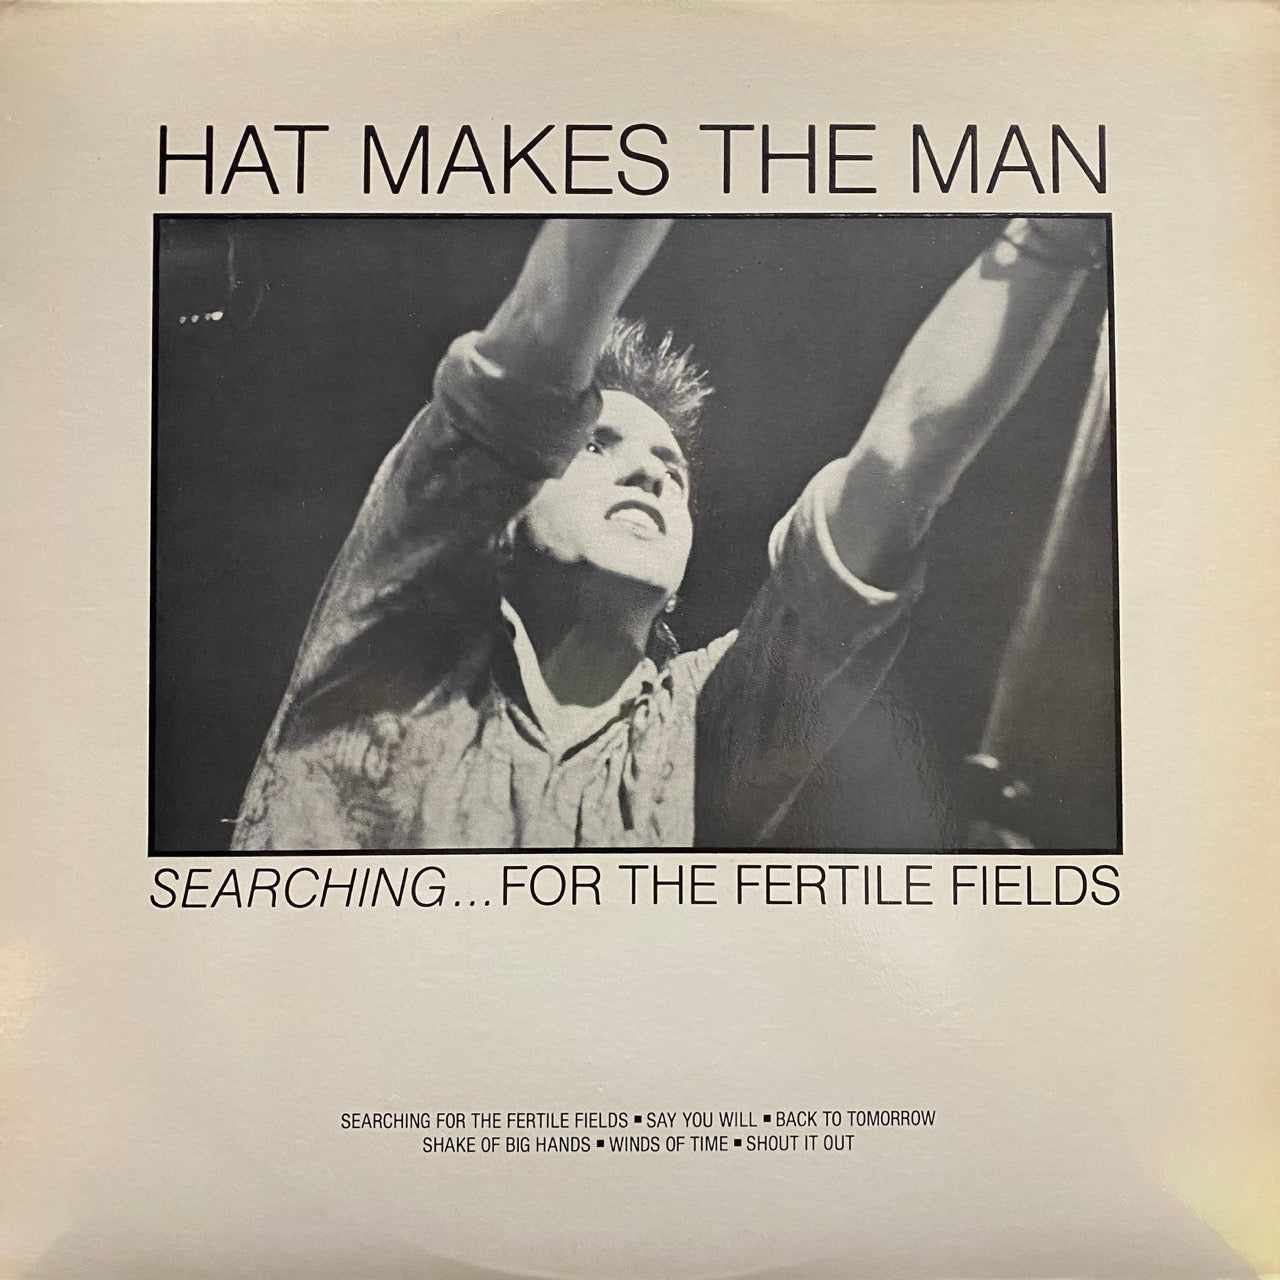 HAT MAKES THE MAN
SEARCHING...FOR THE FERTILE FIELDS
SEARCHING FOR THE FERTILE FIELDS ▪ SAY YOU WILL ▪ BACK TO TOMORROW
SHAKE OF BIG HANDS ▪ WINDS OF TIME ▪ SHOUT IT OUT